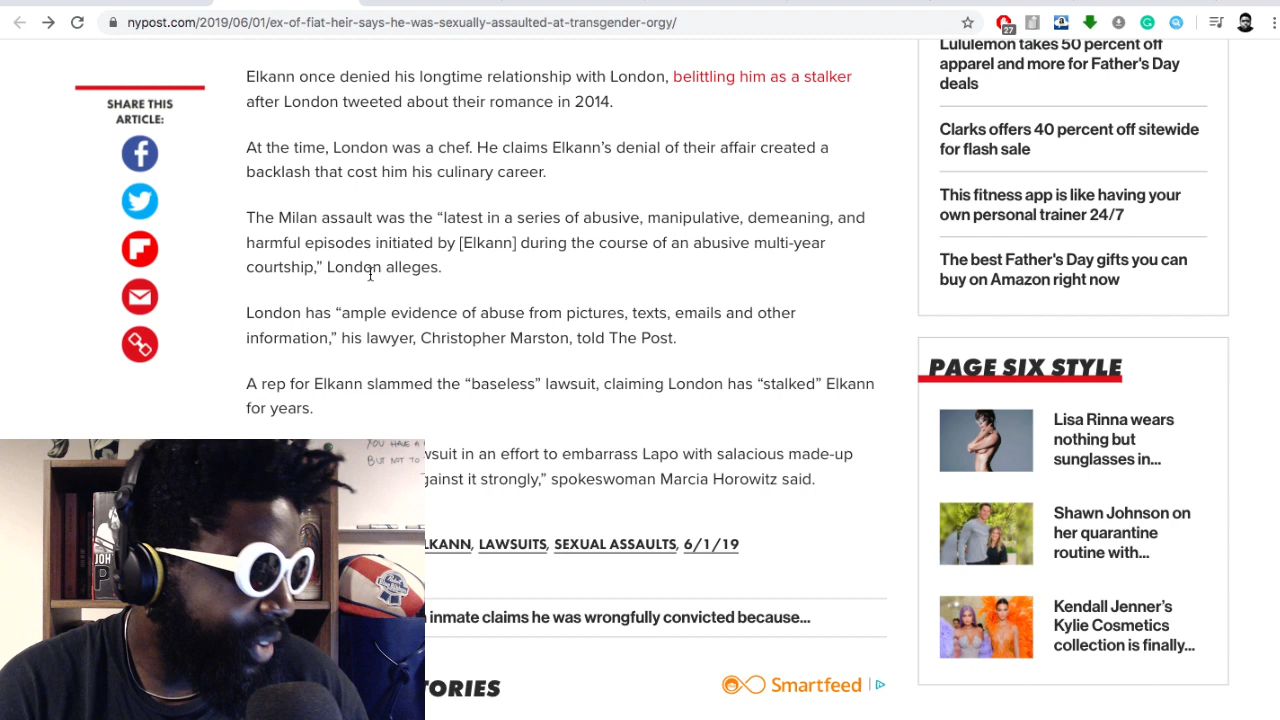 nypost.com/2019/06/01/ex-of-fiat-heir-says-he-was-sexually-assaulted-at-transgender-orgy/
27
SHARE THIS
ARTICLE:
Elkann once denied his longtime relationship with London, belittling him as a stalker
after London tweeted about their romance in 2014.
At the time, London was a chef. He claims Elkann's denial of their affair created a
backlash that cost him his culinary career.
The Milan assault was the “latest in a series of abusive, manipulative, demeaning, and
harmful episodes initiated by [Elkann] during the course of an abusive multi-year
courtship,” London alleges.
London has “ample evidence of abuse from pictures, texts, emails and other
information,” his lawyer, Christopher Marston, told The Post.
A rep for Elkann slammed the “baseless” lawsuit, claiming London has “stalked” Elkann
for years.
wsuit in an effort to embarrass Lapo with salacious made-up
gainst it strongly,” spokeswoman Marcia Horowitz said.
LKANN, LAWSUITS, SEXUAL ASSAULTS, 6/1/19
inmate claims he was wrongfully convicted because...
TORIES
Smartfeed
Lululemon takes 50 percent off
apparel and more for Father's Day
deals
Clarks offers 40 percent off sitewide
for flash sale
This fitness app is like having your
own personal trainer 24/7
The best Father's Day gifts you can
buy on Amazon right now
PAGE SIX STYLE
Lisa Rinna wears
nothing but
sunglasses in...
Shawn Johnson on
her quarantine
routine with...
Kendall Jenner's
Kylie Cosmetics
collection is finally...
YOU HAVE A
BUT NOT TO
JOH
P